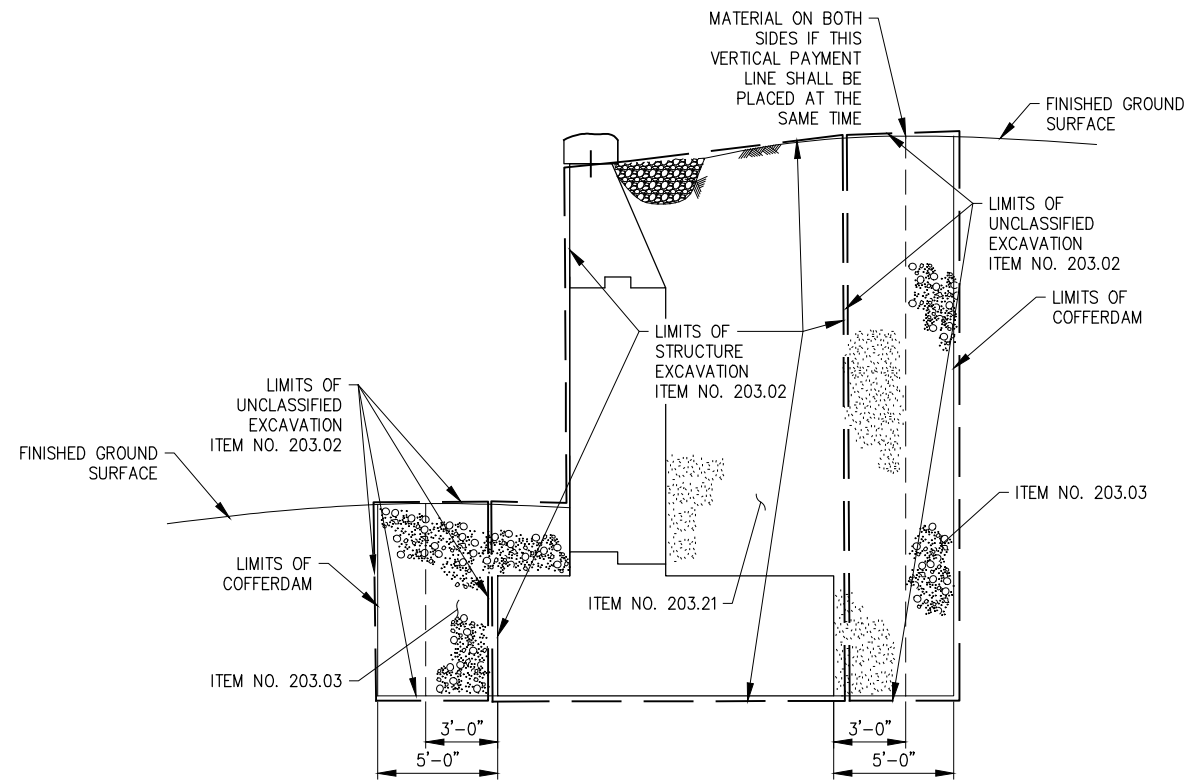 MATERIAL ON BOTH
SIDES IF THIS
VERTICAL PAYMENT
LINE SHALL BE
PLACED AT THE
SAME TIME
FINISHED GROUND
SURFACE
LIMITS OF
UNCLASSIFIED
EXCAVATION
ITEM NO. 203.02
LIMITS OF
COFFERDAM
LIMITS OF
STRUCTURE
EXCAVATION
ITEM NO. 203.02
LIMITS OF
UNCLASSIFIED
EXCAVATION
ITEM NO. 203.02
FINISHED GROUND
SURFACE
ITEM NO. 203.03
LIMITS OF
COFFERDAM
ITEM NO. 203.21
ITEM NO. 203.03
3'-0"
5'-0"
3'-0"
5'-0"